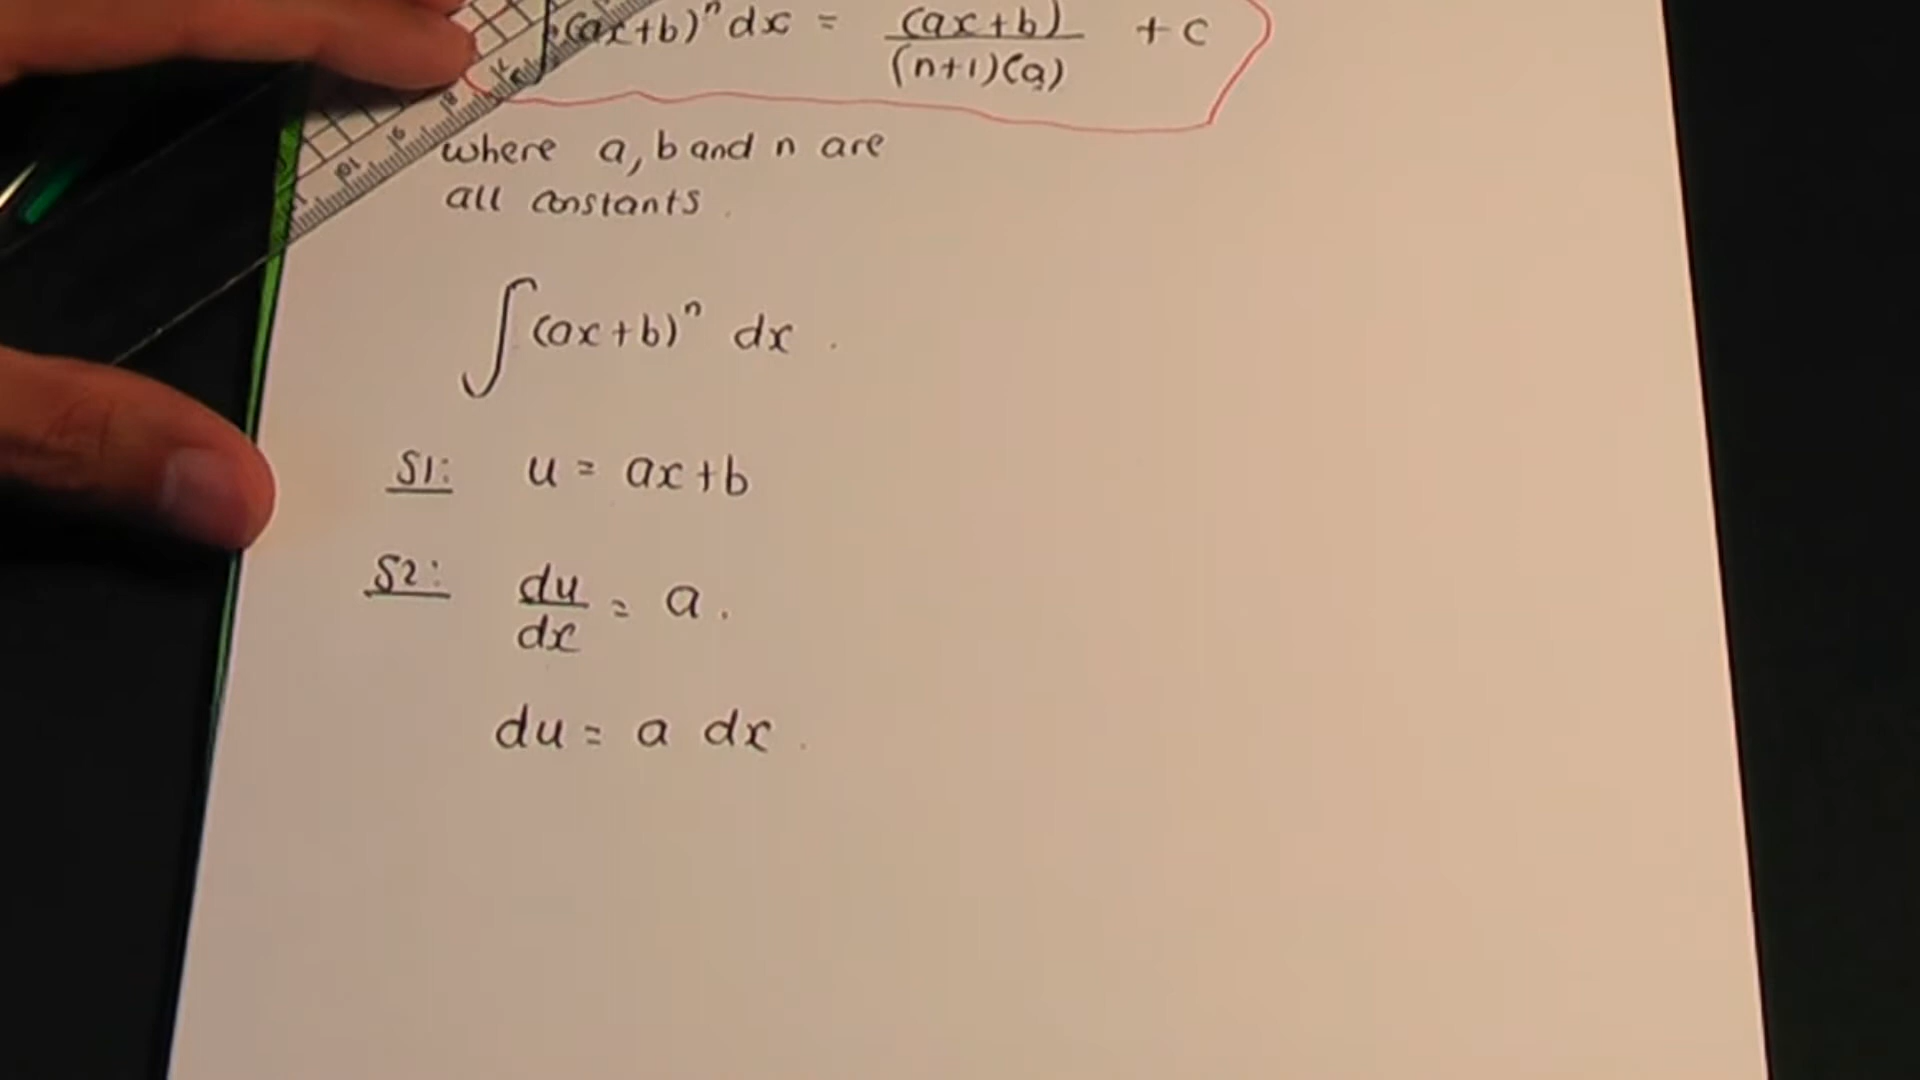 ∫(ax+b)ⁿ dx = (ax+b) / (n+1)(a) + c
where a, b and n are
all constants.
∫(ax+b)ⁿ dx.
S1: u = ax+b
S2: du/dx = a.
du = a dx.